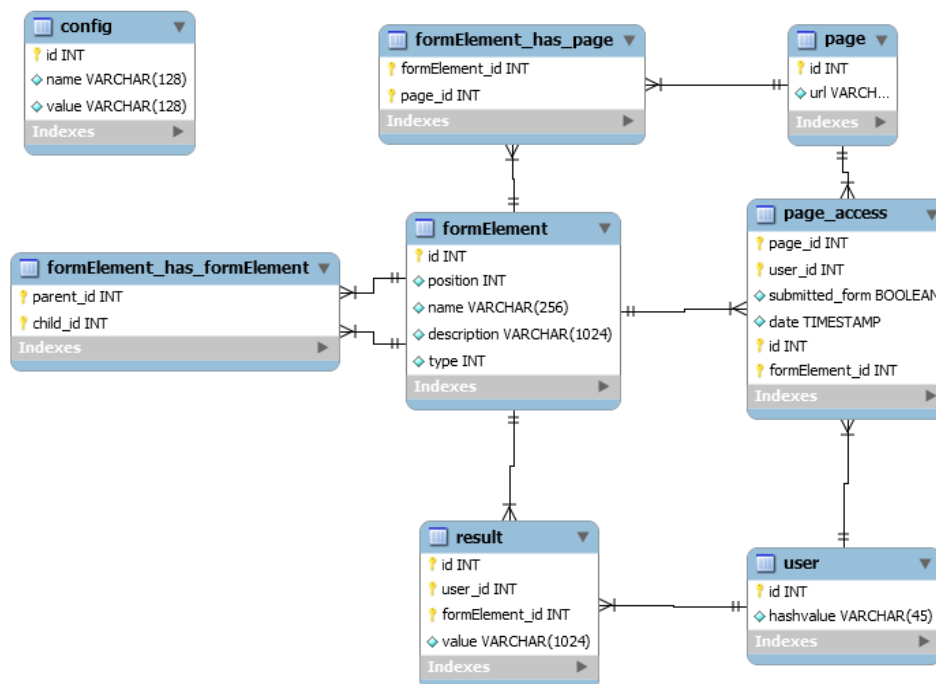 config
id INT
name VARCHAR(128)
value VARCHAR(128)
Indexes
formElement_has_page
formElement_id INT
page_id INT
Indexes
page
id INT
url VARCH...
Indexes
formElement_has_formElement
parent_id INT
child_id INT
Indexes
formElement
id INT
position INT
name VARCHAR(256)
description VARCHAR(1024)
type INT
Indexes
page_access
page_id INT
user_id INT
submitted_form BOOLEAN
date TIMESTAMP
id INT
formElement_id INT
Indexes
result
id INT
user_id INT
formElement_id INT
value VARCHAR(1024)
Indexes
user
id INT
hashvalue VARCHAR(45)
Indexes